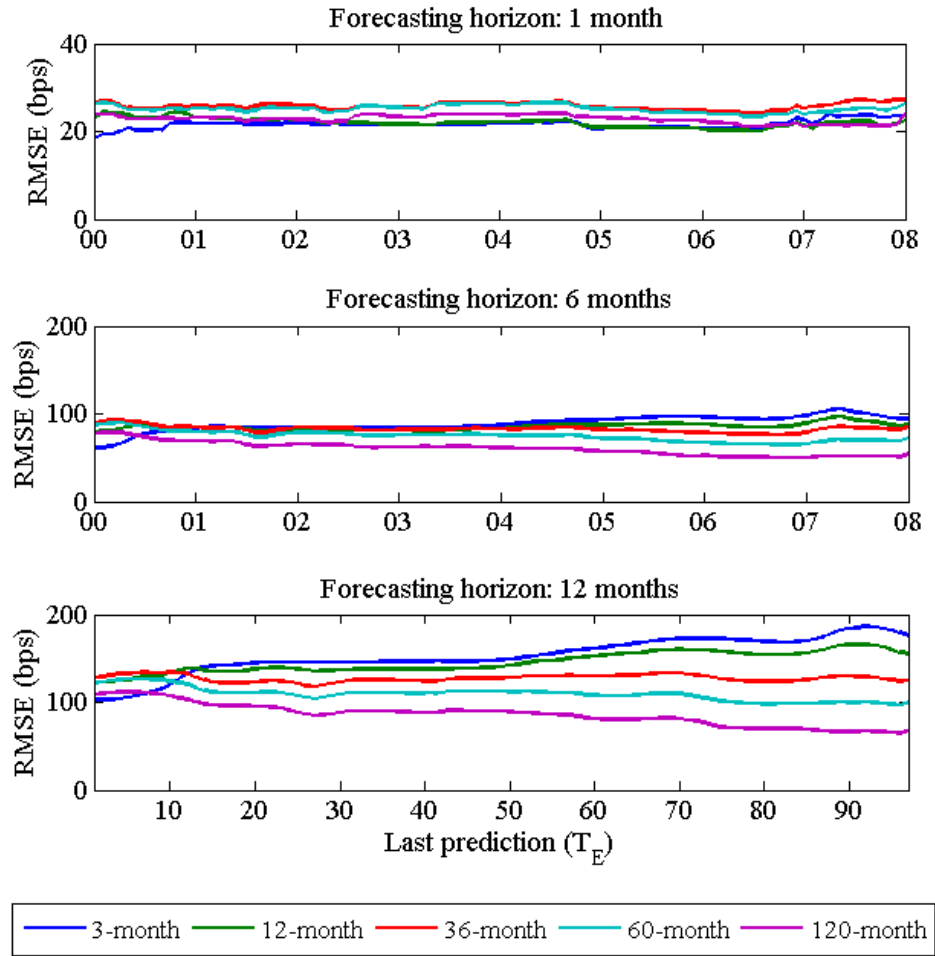 Forecasting horizon: 1 month
RMSE (bps)
40
20
0
00 01 02 03 04 05 06 07 08
Forecasting horizon: 6 months
RMSE (bps)
200
100
0
00 01 02 03 04 05 06 07 08
Forecasting horizon: 12 months
RMSE (bps)
200
100
0
10 20 30 40 50 60 70 80 90
Last prediction (T_E)
3-month 12-month 36-month 60-month 120-month